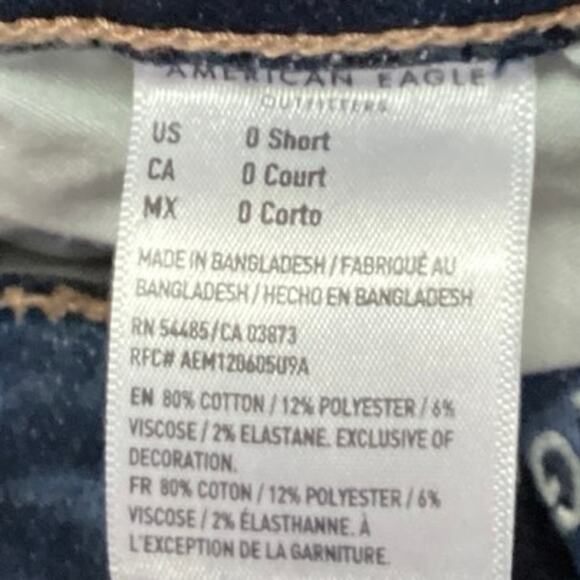 AMERICAN EAGLE
OUTFITTERS
US 0 Short
CA 0 Court
MX 0 Corto
MADE IN BANGLADESH / FABRIQUÉ AU
BANGLADESH / HECHO EN BANGLADESH
RN 54485/CA 03873
RFC# AEM1206050U9A
EN 80% COTTON / 12% POLYESTER / 6%
VISCOSE / 2% ELASTANE. EXCLUSIVE OF
DECORATION.
FR 80% COTON / 12% POLYESTER / 6%
VISCOSE / 2% ÉLASTHANNE. À
L'EXCEPTION DE LA GARNITURE.